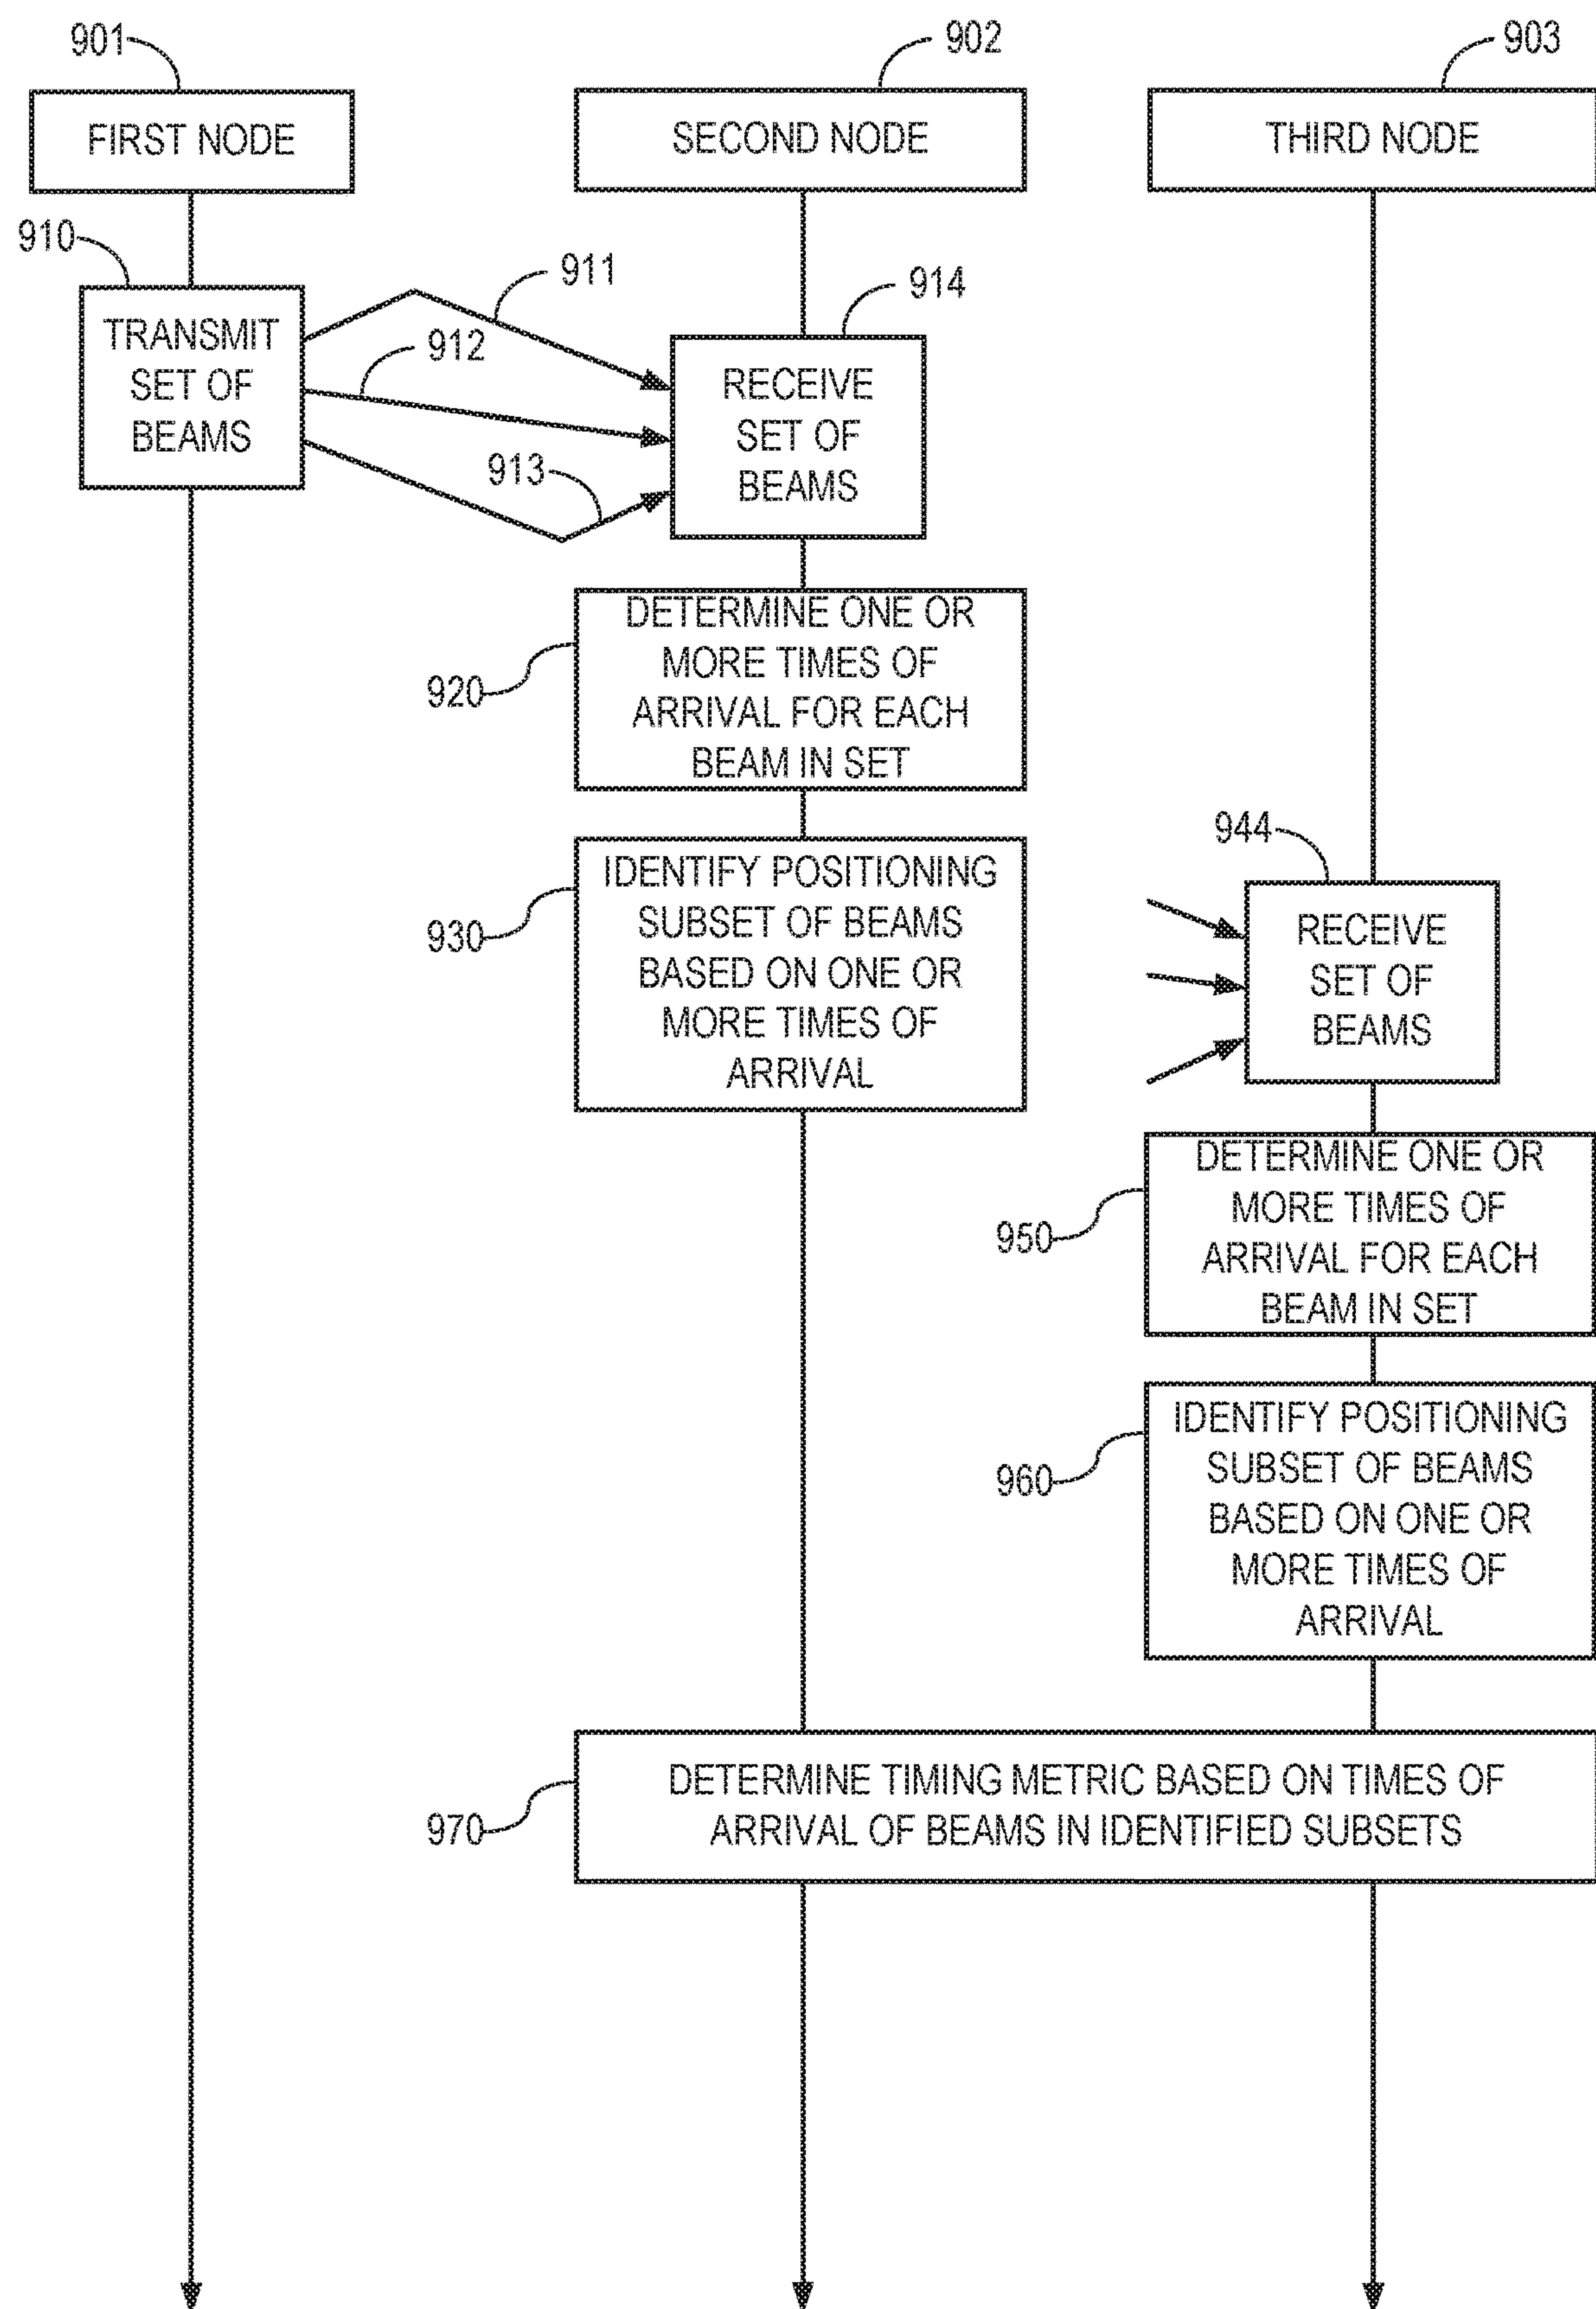 901
902
903
FIRST NODE
SECOND NODE
THIRD NODE
910
911
912
913
914
TRANSMIT
SET OF
BEAMS
RECEIVE
SET OF
BEAMS
920
DETERMINE ONE OR
MORE TIMES OF
ARRIVAL FOR EACH
BEAM IN SET
930
IDENTIFY POSITIONING
SUBSET OF BEAMS
BASED ON ONE OR
MORE TIMES OF
ARRIVAL
944
RECEIVE
SET OF
BEAMS
950
DETERMINE ONE OR
MORE TIMES OF
ARRIVAL FOR EACH
BEAM IN SET
960
IDENTIFY POSITIONING
SUBSET OF BEAMS
BASED ON ONE OR
MORE TIMES OF
ARRIVAL
970
DETERMINE TIMING METRIC BASED ON TIMES OF
ARRIVAL OF BEAMS IN IDENTIFIED SUBSETS